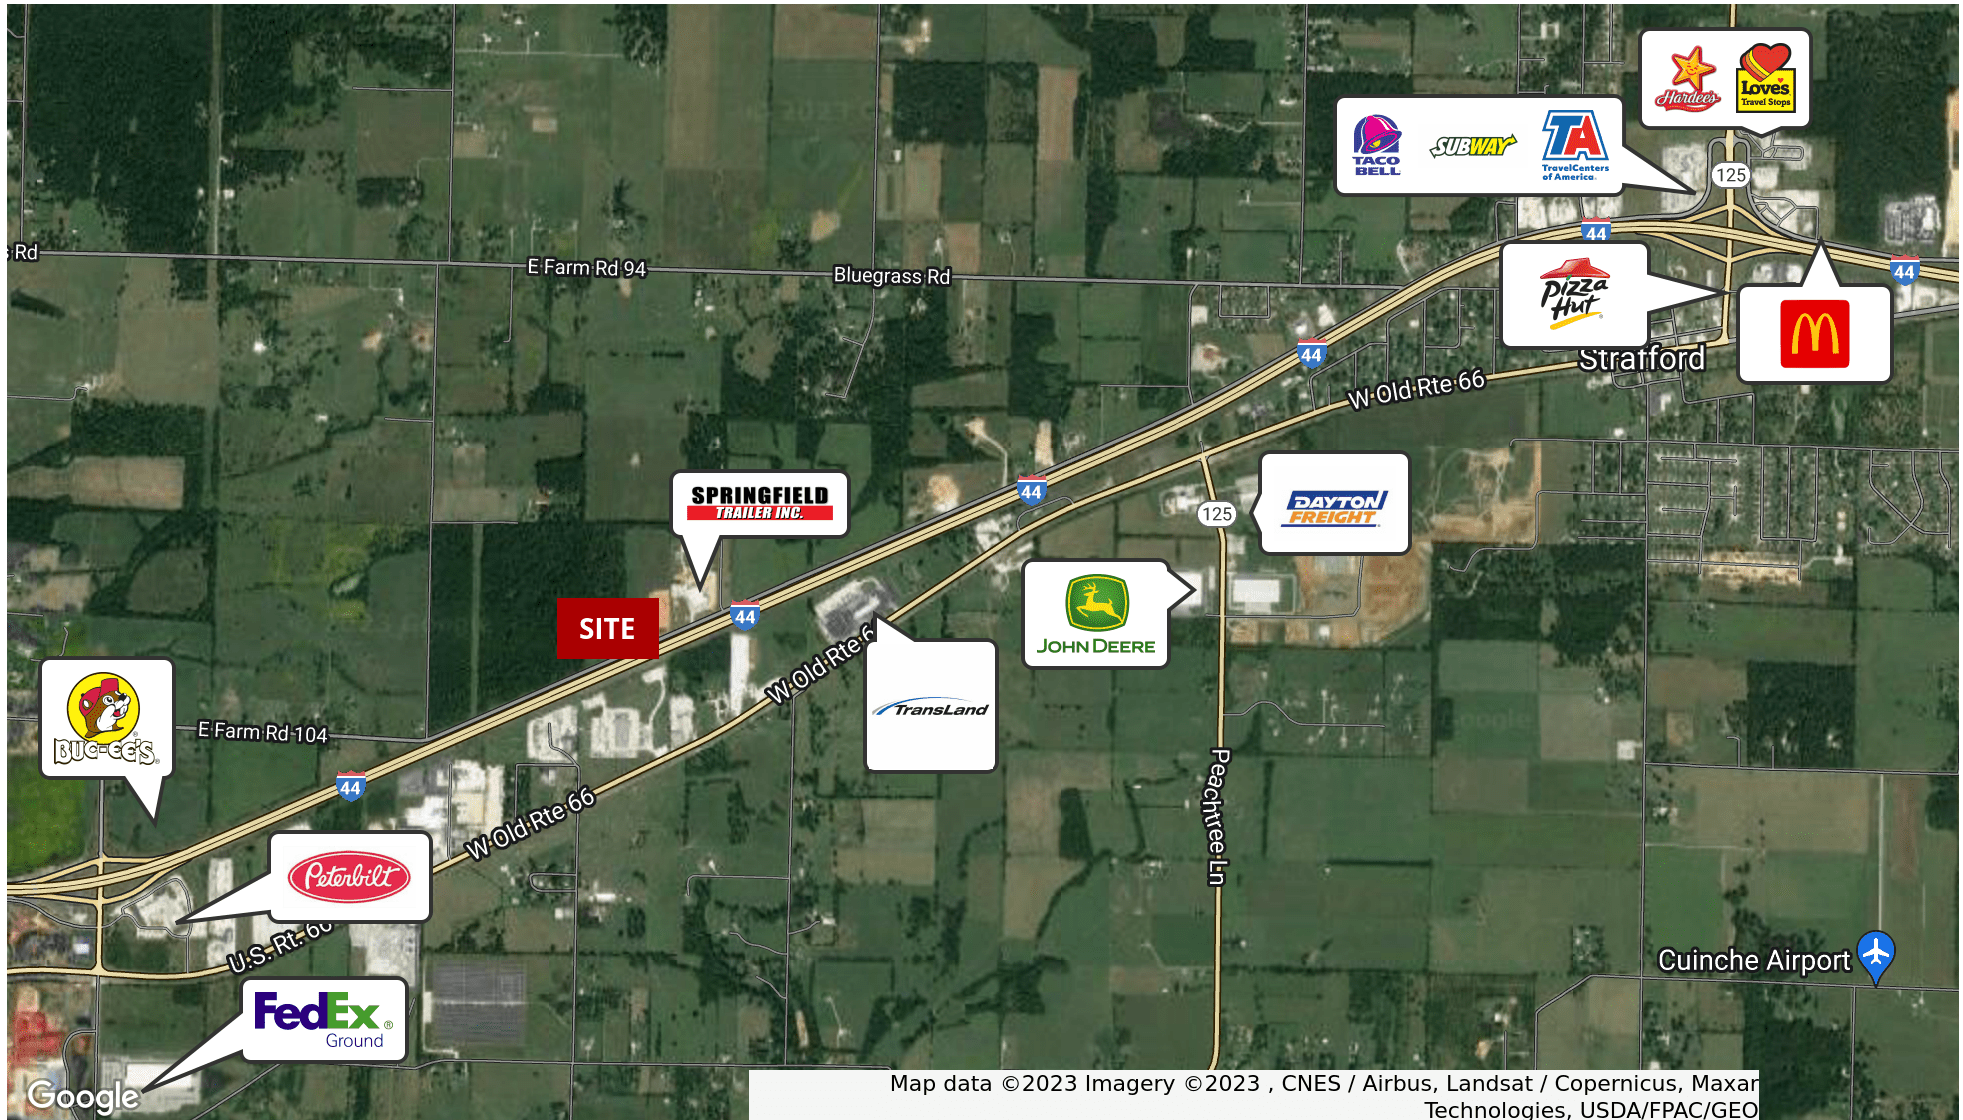 Hardee's
Loves
Travel Stops
TACO
BELL
SUBWAY
TA
TravelCenters
of America
125
44
s Rd
E Farm Rd 94
Bluegrass Rd
44
Pizza
Hut
44
Strafford
W Old Rte 66
SPRINGFIELD
TRAILER INC.
44
125
DAYTON
FREIGHT
SITE
44
JOHN DEERE
W Old Rte 6
TransLand
BUC-EE'S
E Farm Rd 104
44
Peachtree Ln
W Old Rte 66
Peterbilt
U.S. Rt. 66
Cuinche Airport
FedEx®
Ground
Google
Map data ©2023 Imagery ©2023 , CNES / Airbus, Landsat / Copernicus, Maxar
Technologies, USDA/FPAC/GEO